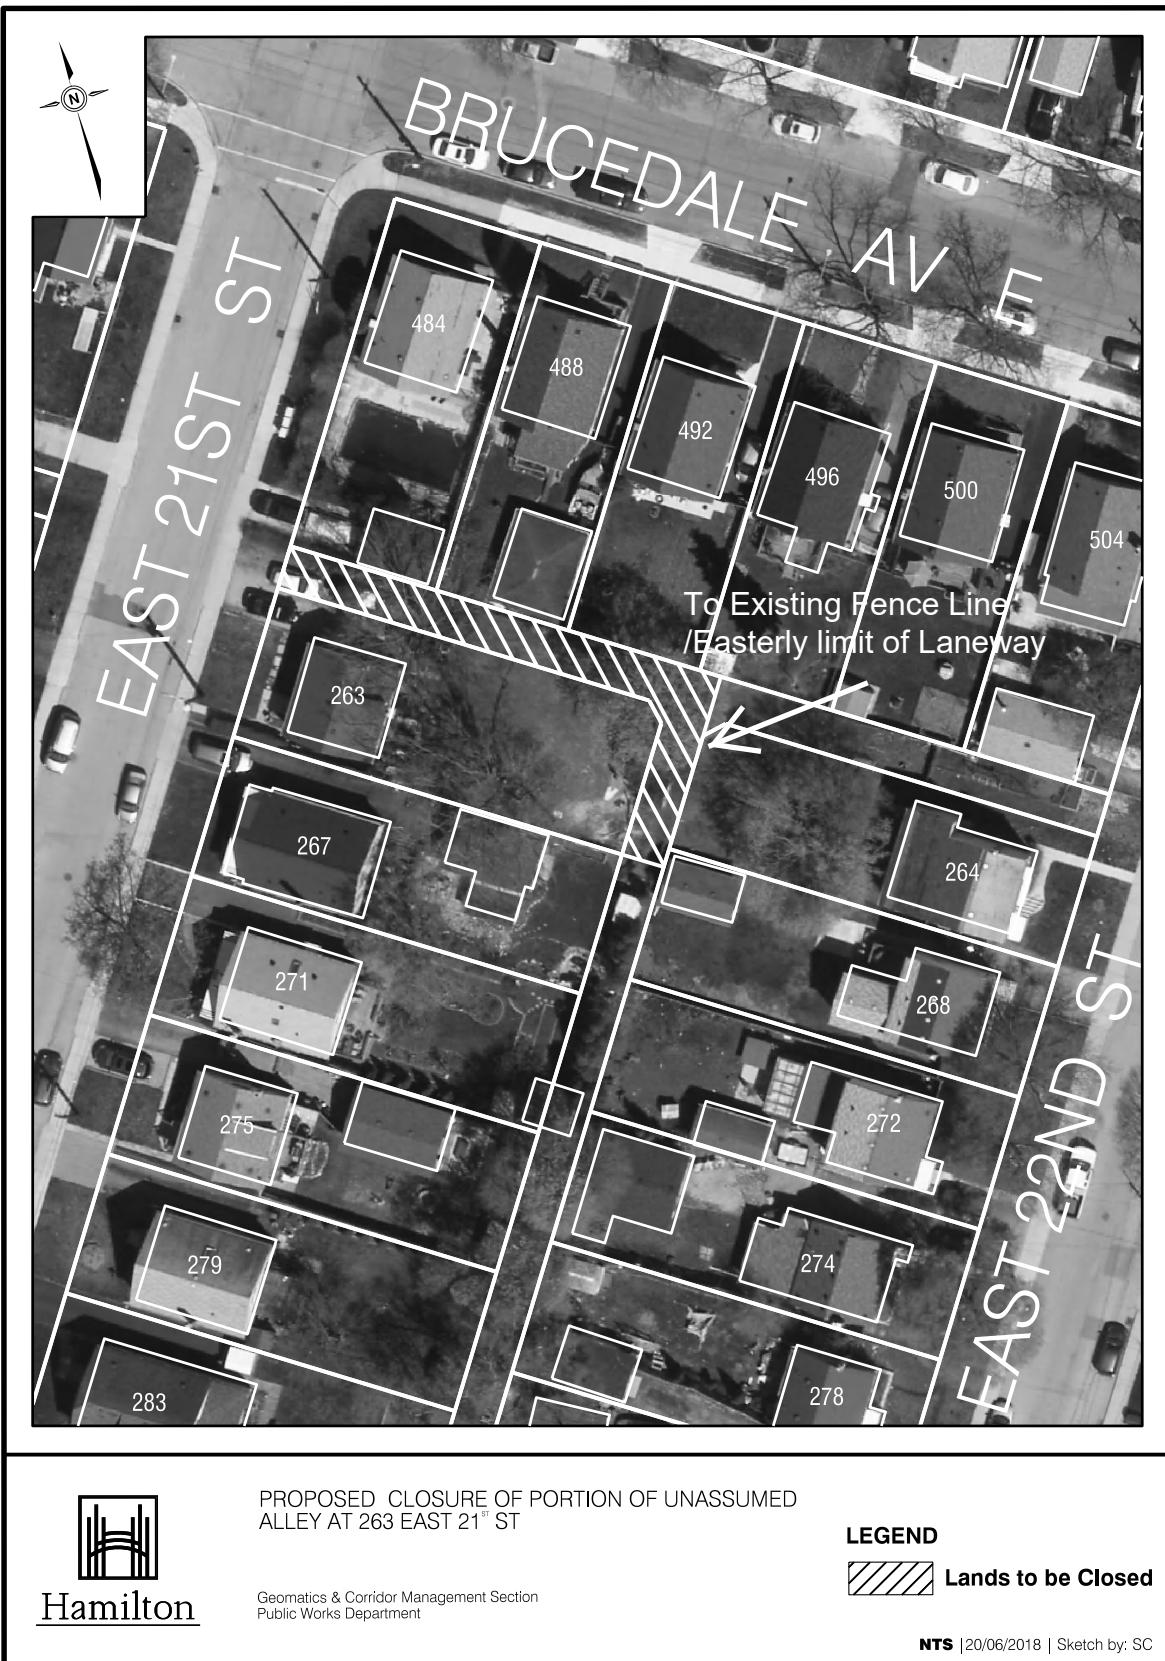 N
BRUCEDALE AV E
EAST 21ST ST
484
488
492
496
500
504
To Existing Fence Line
/Easterly limit of Laneway
263
267
264
271
268
275
272
279
274
283
278
EAST 22ND ST
PROPOSED CLOSURE OF PORTION OF UNASSUMED
ALLEY AT 263 EAST 21ST ST
LEGEND
Lands to be Closed
Hamilton
Geomatics & Corridor Management Section
Public Works Department
NTS | 20/06/2018 | Sketch by: SC